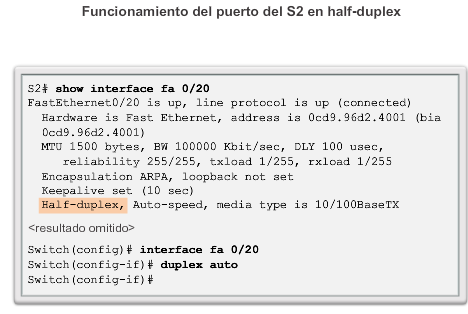 Funcionamiento del puerto del S2 en half-duplex
S2# show interface fa 0/20
FastEthernet0/20 is up, line protocol is up (connected)
Hardware is Fast Ethernet, address is 0cd9.96d2.4001 (bia
0cd9.96d2.4001)
MTU 1500 bytes, BW 100000 Kbit/sec, DLY 100 usec,
reliability 255/255, txload 1/255, rxload 1/255
Encapsulation ARPA, loopback not set
Keepalive set (10 sec)
Half-duplex, Auto-speed, media type is 10/100BaseTX
<resultado omitido>
Switch(config)# interface fa 0/20
Switch(config-if)# duplex auto
Switch(config-if)#